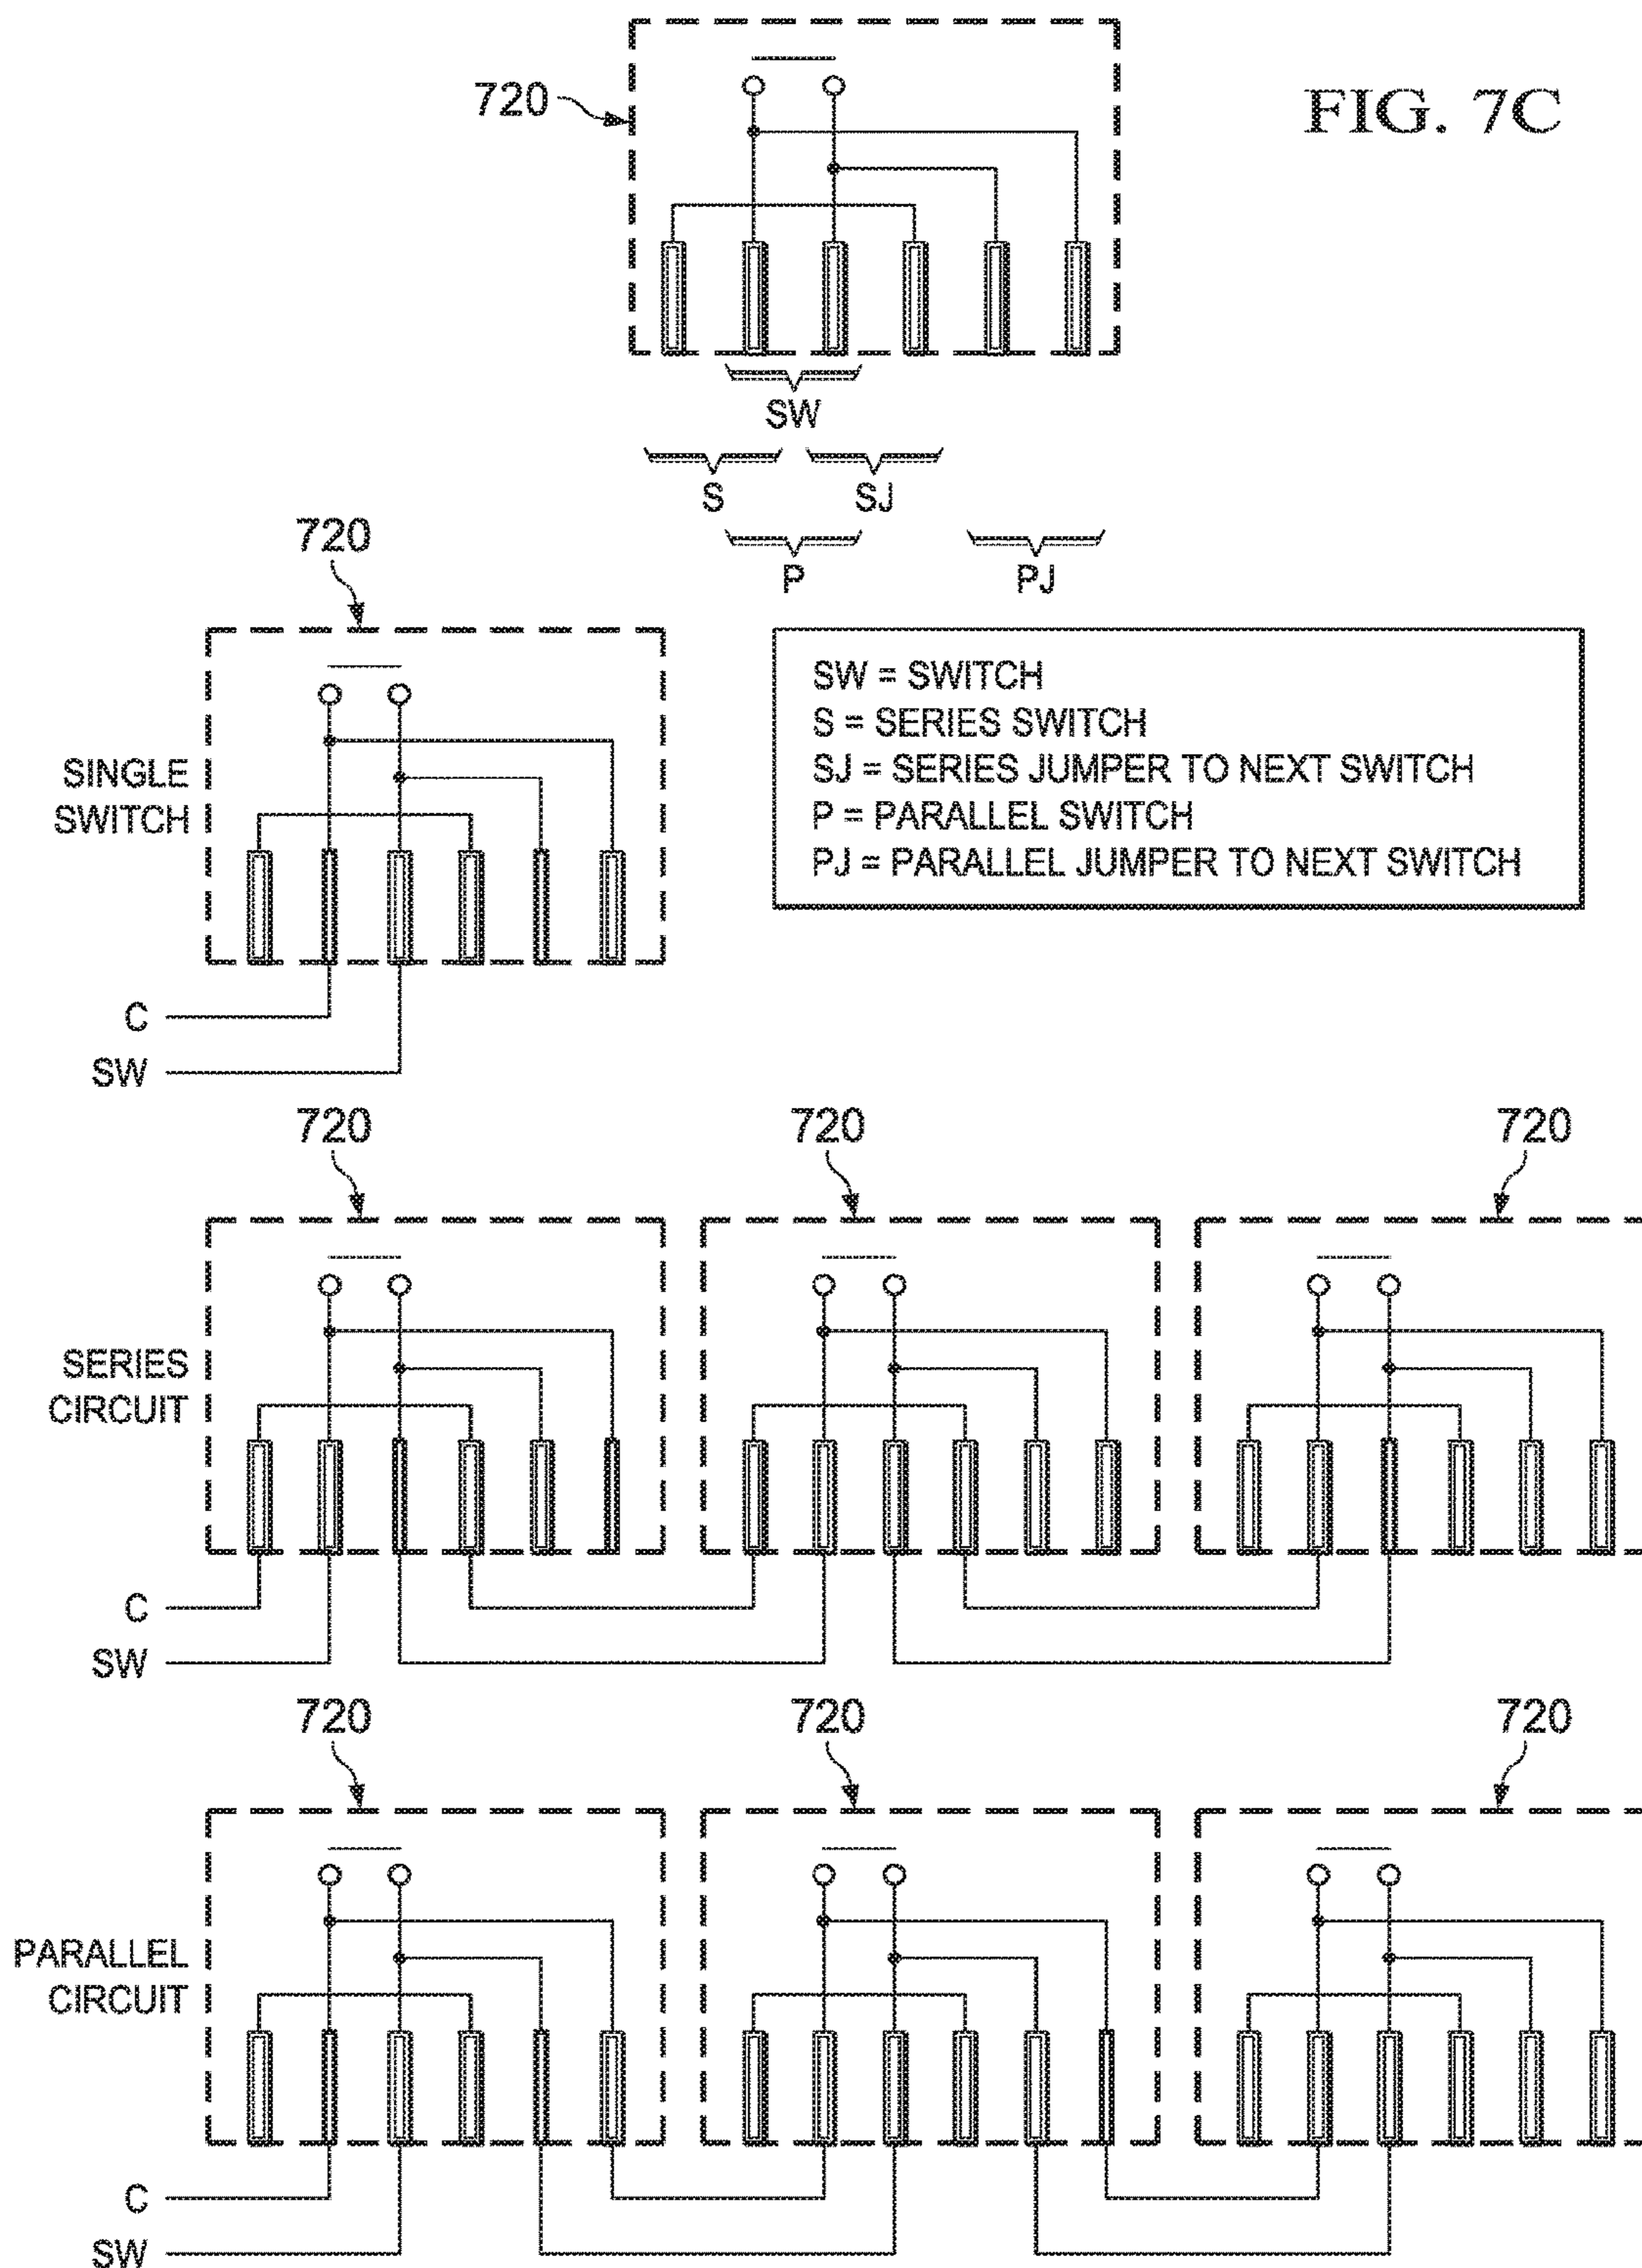 720
FIG. 7C
SW
S
SJ
P
PJ
720
SINGLE
SWITCH
SW = SWITCH
S = SERIES SWITCH
SJ = SERIES JUMPER TO NEXT SWITCH
P = PARALLEL SWITCH
PJ = PARALLEL JUMPER TO NEXT SWITCH
C
SW
720
720
720
SERIES
CIRCUIT
C
SW
720
720
720
PARALLEL
CIRCUIT
C
SW